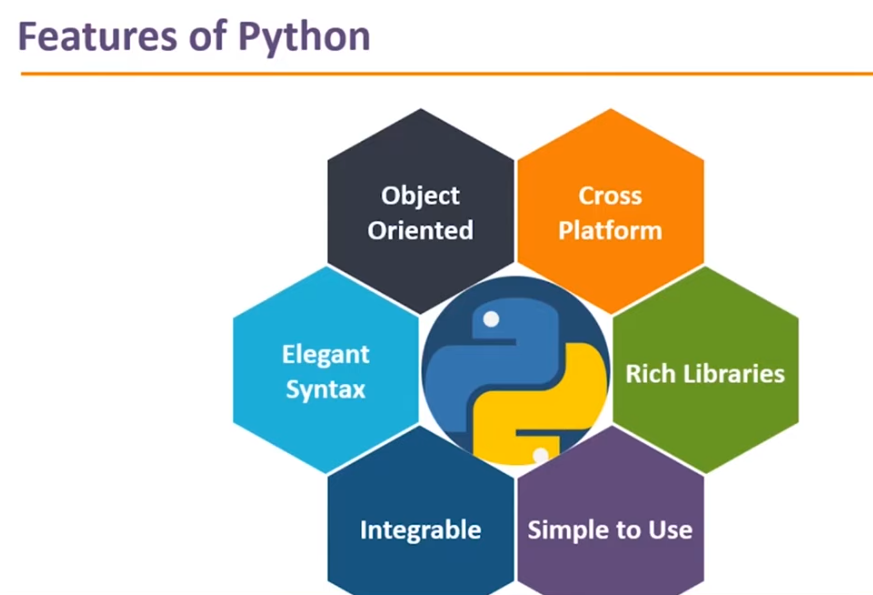 Features of Python
Object
Oriented
Cross
Platform
Elegant
Syntax
Rich Libraries
Integrable
Simple to Use